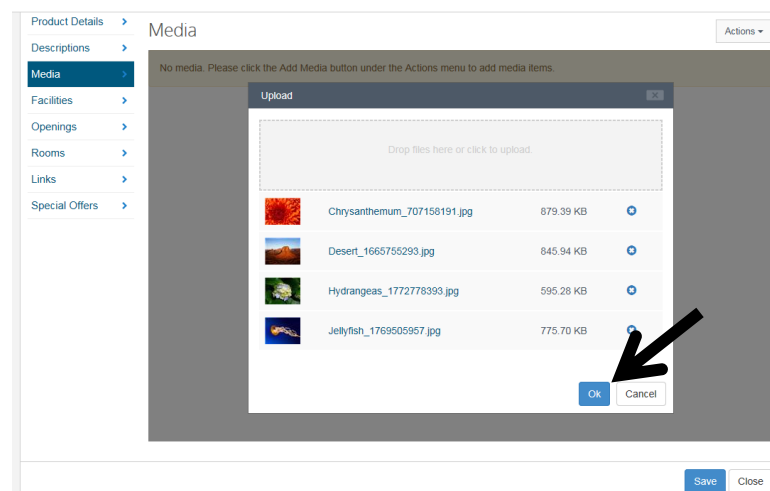 Product Details
Descriptions
Media
Facilities
Openings
Rooms
Links
Special Offers
Media
Actions
No media. Please click the Add Media button under the Actions menu to add media items.
Upload
Drop files here or click to upload.
Chrysanthemum_707158191.jpg 879.39 KB
Desert_1665755293.jpg 845.94 KB
Hydrangeas_1772778393.jpg 595.28 KB
Jellyfish_1769505957.jpg 775.70 KB
Ok Cancel
Save Close